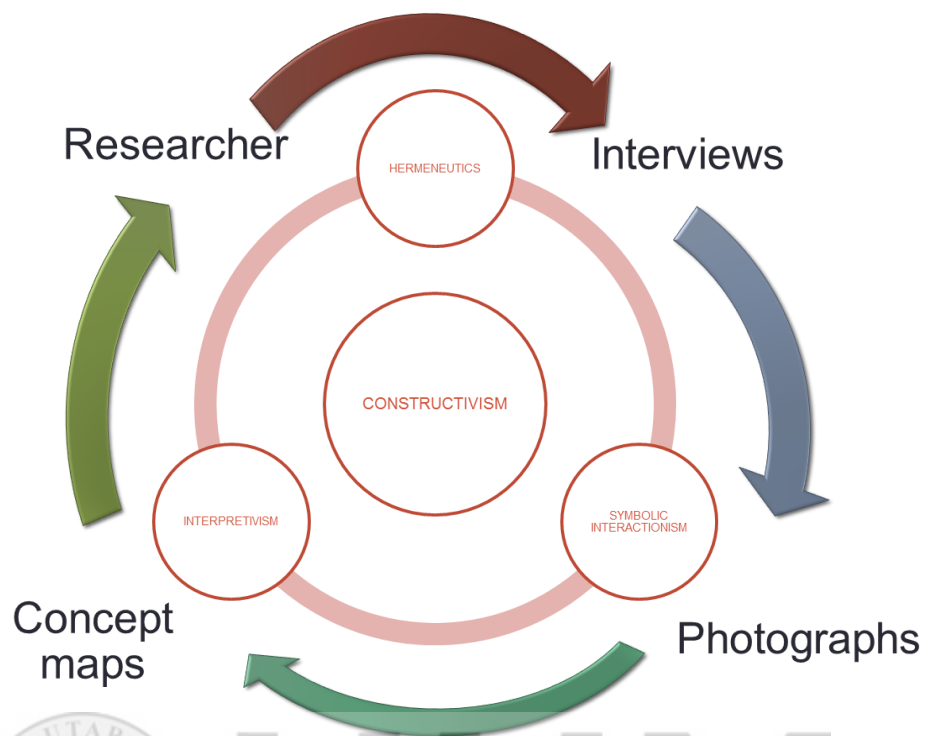 Researcher
HERMENEUTICS
Interviews
CONSTRUCTIVISM
INTERPRETIVISM
SYMBOLIC
INTERACTIONISM
Concept
maps
Photographs